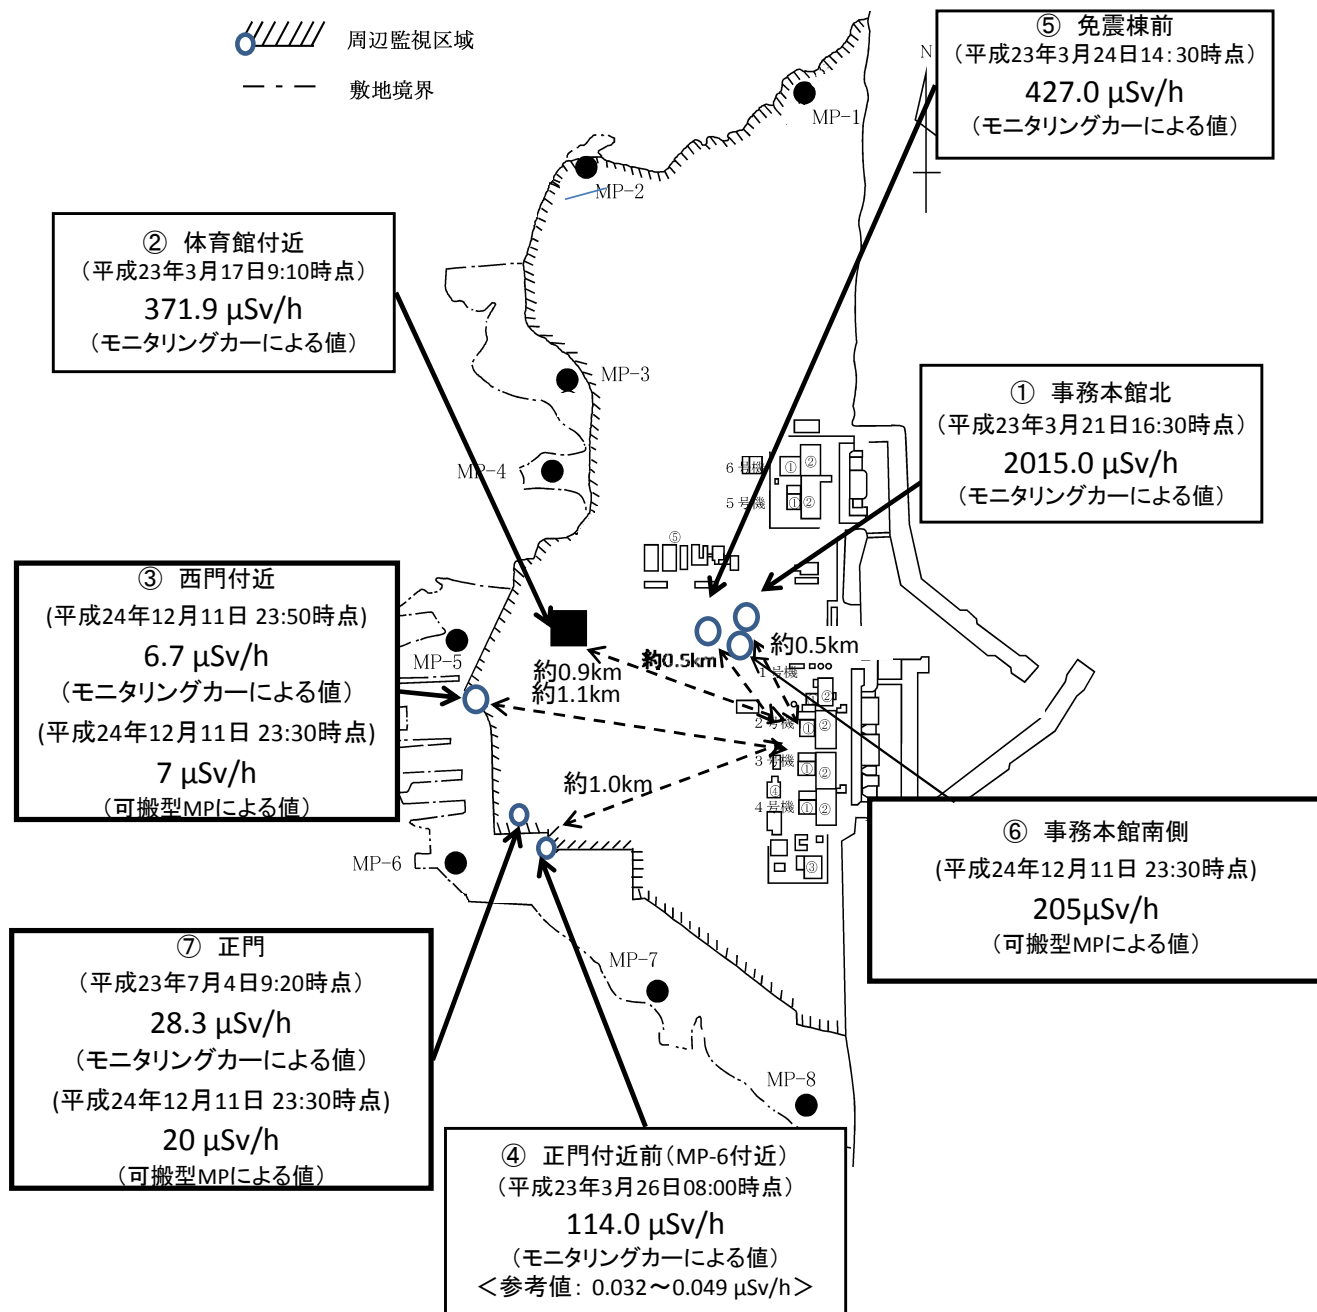 周辺監視区域
敷地境界
⑤ 免震棟前
(平成23年3月24日14:30時点)
427.0 μSv/h
(モニタリングカーによる値)
N
MP-1
MP-2
② 体育館付近
(平成23年3月17日9:10時点)
371.9 μSv/h
(モニタリングカーによる値)
MP-3
① 事務本館北
(平成23年3月21日16:30時点)
2015.0 μSv/h
(モニタリングカーによる値)
MP-4
6号機
① ②
5号機
① ②
⑤
③ 西門付近
(平成24年12月11日 23:50時点)
6.7 μSv/h
(モニタリングカーによる値)
(平成24年12月11日 23:30時点)
7 μSv/h
(可搬型MPによる値)
MP-5
約0.9km
約1.1km
約0.5km
約0.5km
1号機
②
2号機
① ②
3号機
① ②
約1.0km
④
4号機
① ②
③
⑥ 事務本館南側
(平成24年12月11日 23:30時点)
205μSv/h
(可搬型MPによる値)
MP-6
⑦ 正門
(平成23年7月4日9:20時点)
28.3 μSv/h
(モニタリングカーによる値)
(平成24年12月11日 23:30時点)
20 μSv/h
(可搬型MPによる値)
MP-7
MP-8
④ 正門付近前(MP-6付近)
(平成23年3月26日08:00時点)
114.0 μSv/h
(モニタリングカーによる値)
<参考値: 0.032~0.049 μSv/h>